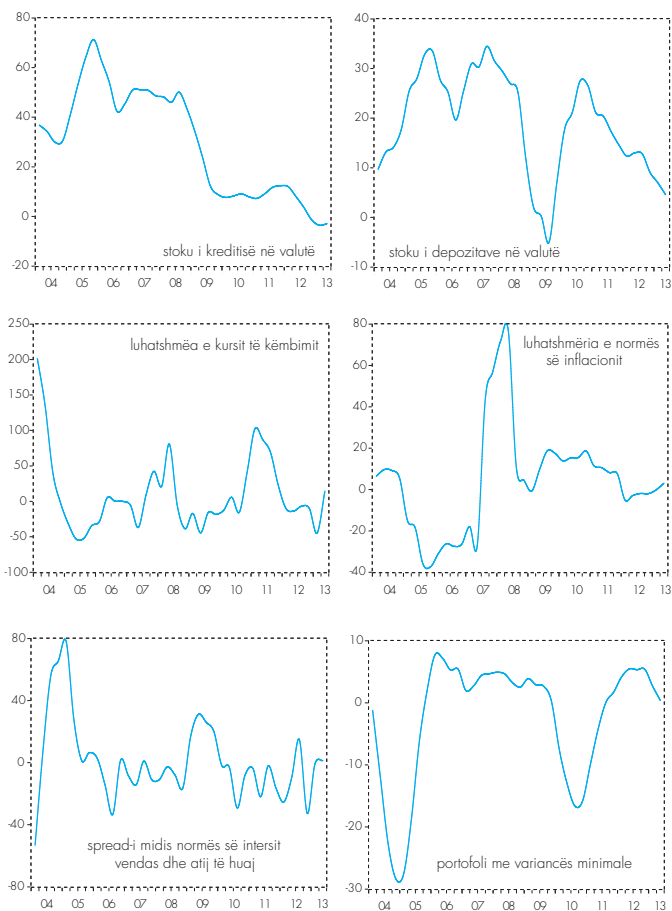 80
60
40
20
0
-20
stoku i kreditisë në valutë
04 05 06 07 08 09 10 11 12 13
40
30
20
10
0
-10
stoku i depozitave në valutë
04 05 06 07 08 09 10 11 12 13
250
200
150
100
50
0
-50
-100
luhatshmëa e kursit të këmbimit
04 05 06 07 08 09 10 11 12 13
80
60
40
20
0
-20
-40
luhatshmëria e normës
së inflacionit
04 05 06 07 08 09 10 11 12 13
80
40
0
-40
-80
spread-i midis normës së intersit
vendas dhe atij të huaj
04 05 06 07 08 09 10 11 12 13
10
0
-10
-20
-30
portofoli me variancës minimale
04 05 06 07 08 09 10 11 12 13